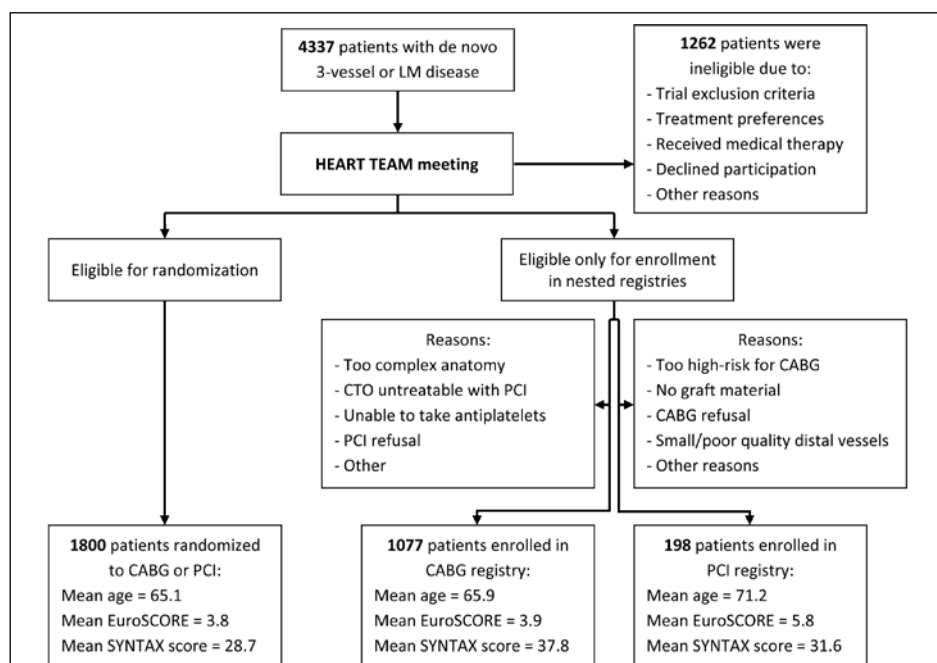 4337 patients with de novo
3-vessel or LM disease
1262 patients were
ineligible due to:
- Trial exclusion criteria
- Treatment preferences
- Received medical therapy
- Declined participation
- Other reasons
HEART TEAM meeting
Eligible for randomization
Eligible only for enrollment
in nested registries
Reasons:
- Too complex anatomy
- CTO untreatable with PCI
- Unable to take antiplatelets
- PCI refusal
- Other
Reasons:
- Too high-risk for CABG
- No graft material
- CABG refusal
- Small/poor quality distal vessels
- Other reasons
1800 patients randomized
to CABG or PCI:
Mean age = 65.1
Mean EuroSCORE = 3.8
Mean SYNTAX score = 28.7
1077 patients enrolled in
CABG registry:
Mean age = 65.9
Mean EuroSCORE = 3.9
Mean SYNTAX score = 37.8
198 patients enrolled in
PCI registry:
Mean age = 71.2
Mean EuroSCORE = 5.8
Mean SYNTAX score = 31.6